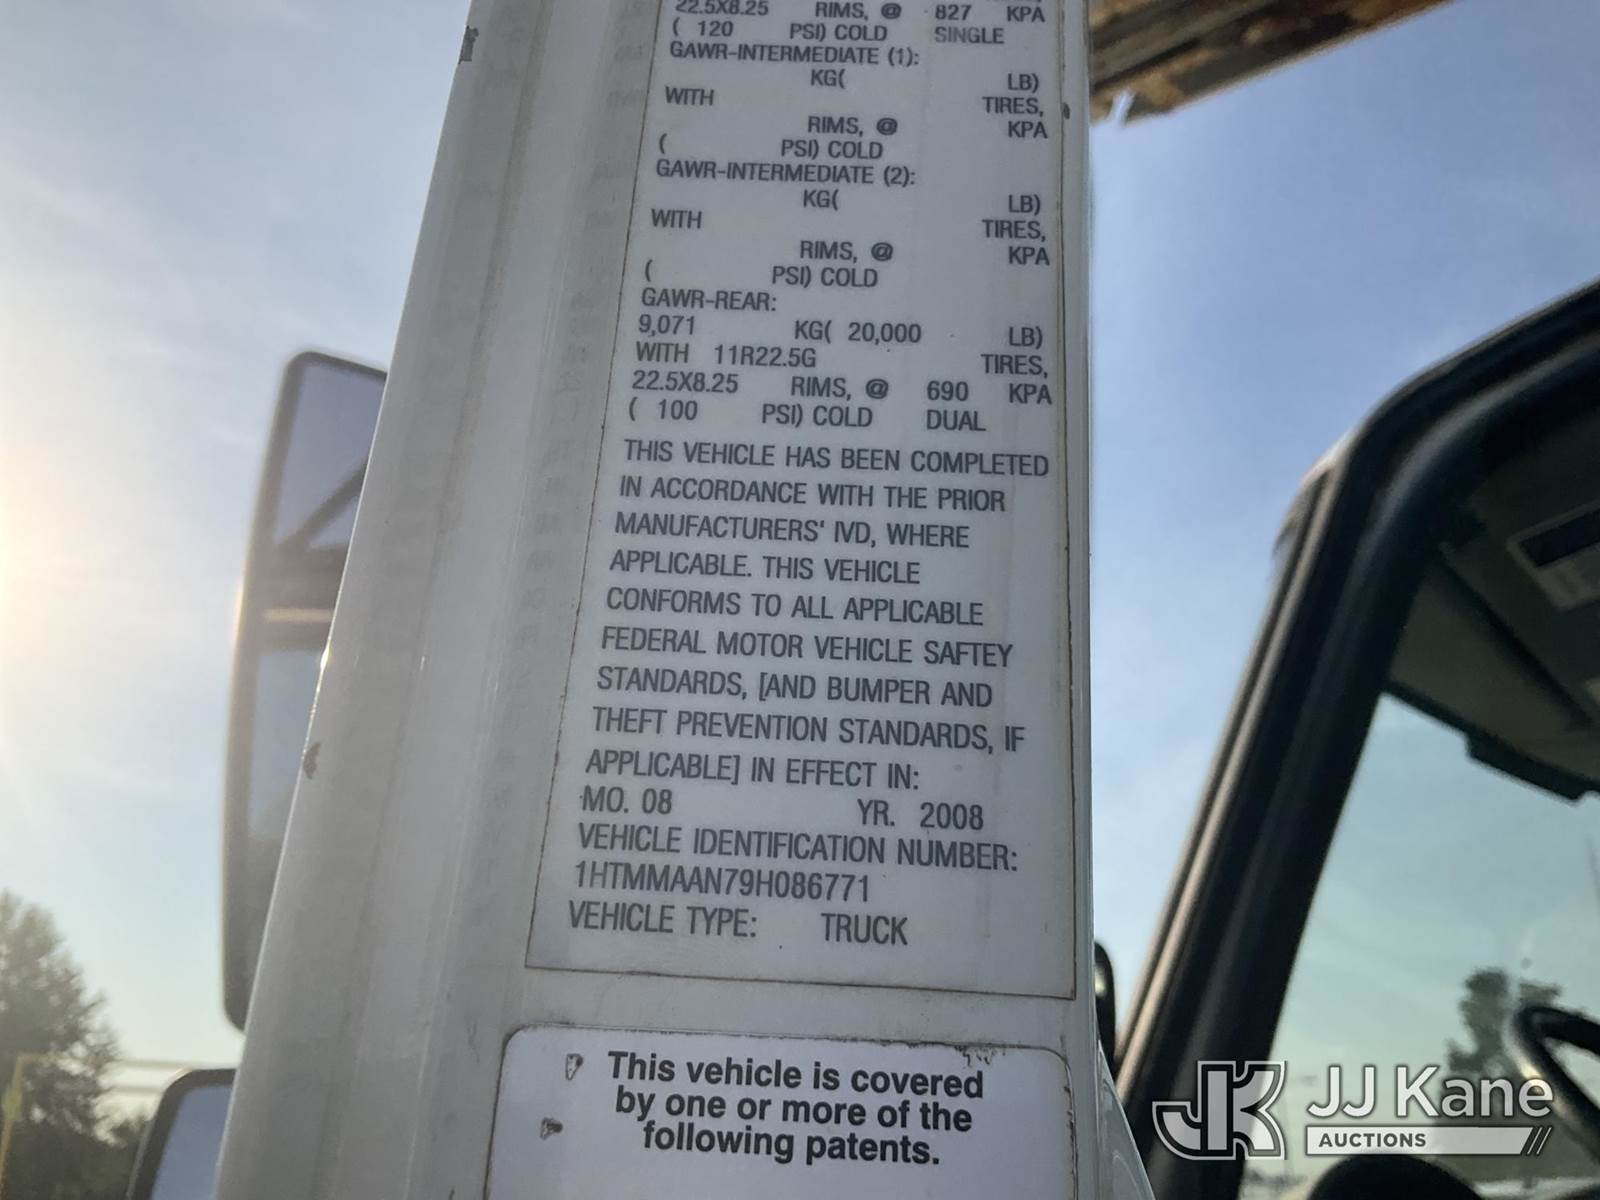 22.5X8.25 RIMS, @ 827 KPA
( 120 PSI) COLD SINGLE
GAWR-INTERMEDIATE (1):
KG( LB)
WITH TIRES,
RIMS, @ KPA
( PSI) COLD
GAWR-INTERMEDIATE (2):
KG( LB)
WITH TIRES,
RIMS, @ KPA
( PSI) COLD
GAWR-REAR:
9,071 KG( 20,000 LB)
WITH 11R22.5G TIRES,
22.5X8.25 RIMS, @ 690 KPA
( 100 PSI) COLD DUAL
THIS VEHICLE HAS BEEN COMPLETED
IN ACCORDANCE WITH THE PRIOR
MANUFACTURERS' IVD, WHERE
APPLICABLE. THIS VEHICLE
CONFORMS TO ALL APPLICABLE
FEDERAL MOTOR VEHICLE SAFTEY
STANDARDS, [AND BUMPER AND
THEFT PREVENTION STANDARDS, IF
APPLICABLE] IN EFFECT IN:
MO. 08 YR. 2008
VEHICLE IDENTIFICATION NUMBER:
1HTMMAAN79H086771
VEHICLE TYPE: TRUCK
This vehicle is covered
by one or more of the
following patents.
JK JJ Kane
AUCTIONS